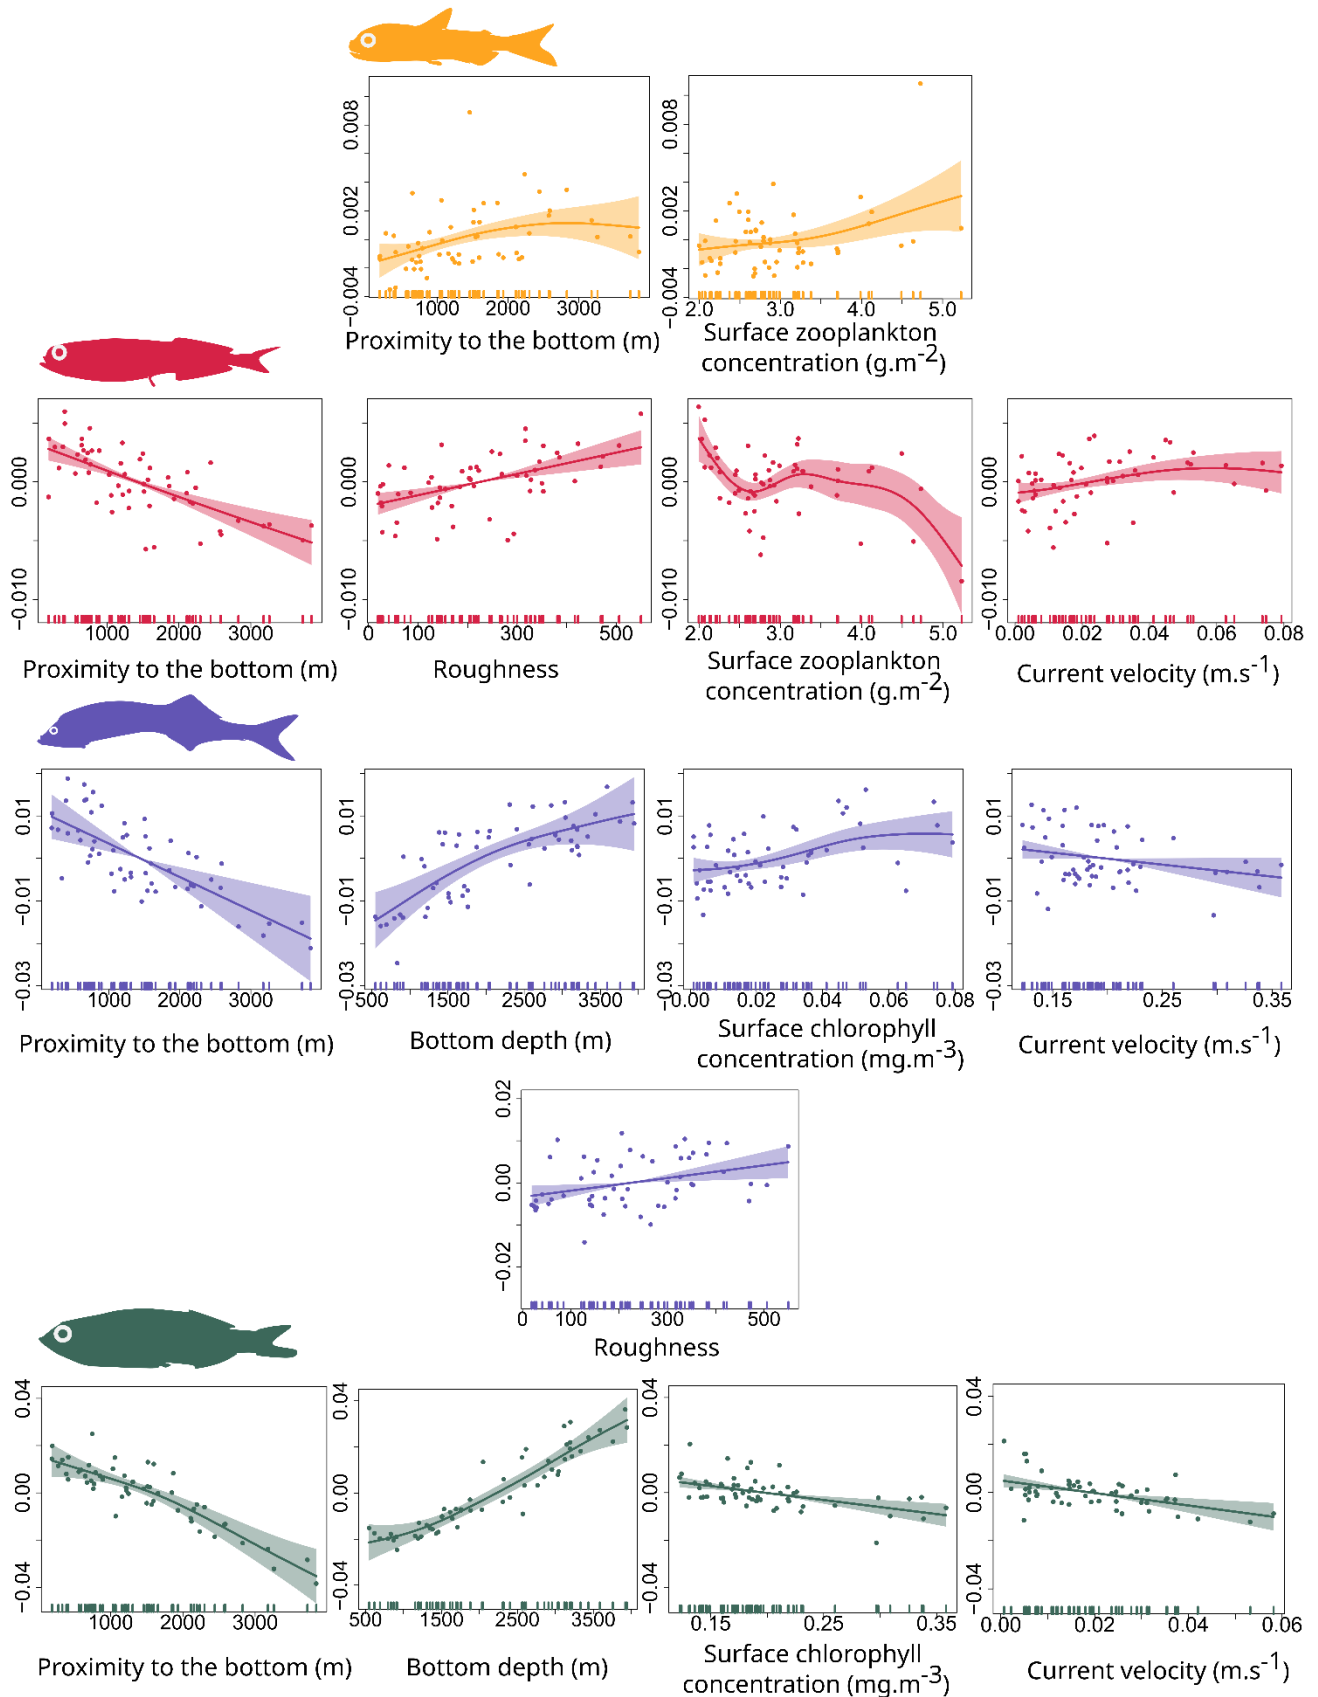 0.008
0.002
−0.004
1000 2000 3000
Proximity to the bottom (m)
2.0 3.0 4.0 5.0
Surface zooplankton
concentration (g.m-2)
0.000
−0.010
1000 2000 3000
Proximity to the bottom (m)
0.000
−0.010
0 100 300 500
Roughness
0.000
−0.010
2.0 3.0 4.0 5.0
Surface zooplankton
concentration (g.m-2)
0.000
−0.010
0.00 0.02 0.04 0.06 0.08
Current velocity (m.s-1)
0.01
−0.01
−0.03
1000 2000 3000
Proximity to the bottom (m)
0.01
−0.01
−0.03
500 1500 2500 3500
Bottom depth (m)
0.01
−0.01
−0.03
0.00 0.02 0.04 0.06 0.08
Surface chlorophyll
concentration (mg.m-3)
0.01
−0.01
−0.03
0.15 0.25 0.35
Current velocity (m.s-1)
0.02
0.00
−0.02
0 100 300 500
Roughness
0.04
0.00
−0.04
1000 2000 3000
Proximity to the bottom (m)
0.04
0.00
−0.04
500 1500 2500 3500
Bottom depth (m)
0.04
0.00
−0.04
0.15 0.25 0.35
Surface chlorophyll
concentration (mg.m-3)
0.04
0.00
−0.04
0.00 0.02 0.04 0.06
Current velocity (m.s-1)
0.008
0.002
−0.004